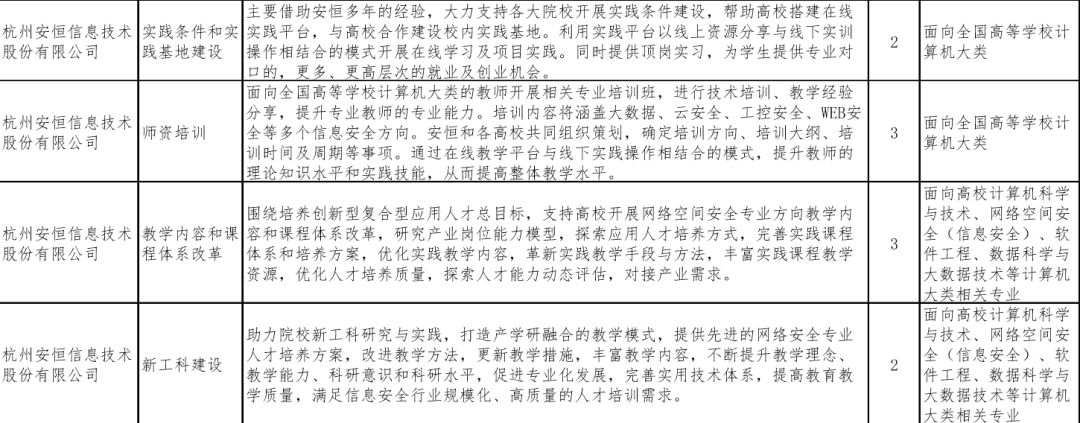 杭州安恒信息技术
股份有限公司
实践条件和实
践基地建设
主要借助安恒多年的经验，大力支持各大院校开展实践条件建设，帮助高校搭建在线
实践平台，与高校合作建设校内实践基地。利用实践平台以线上资源分享与线下实训
操作相结合的模式开展在线学习及项目实践。同时提供顶岗实习，为学生提供专业对
口的，更多、更高层次的就业及创业机会。
2
面向全国高等学校计
算机大类
杭州安恒信息技术
股份有限公司
师资培训
面向全国高等学校计算机大类的教师开展相关专业培训班，进行技术培训、教学经验
分享，提升专业教师的专业能力。培训内容将涵盖大数据、云安全、工控安全、WEB安
全等多个信息安全方向。安恒和各高校共同组织策划，确定培训方向、培训大纲、培
训时间及周期等事项。通过在线教学平台与线下实践操作相结合的模式，提升教师的
理论知识水平和实践技能，从而提高整体教学水平。
3
面向全国高等学校计
算机大类
杭州安恒信息技术
股份有限公司
教学内容和课
程体系改革
围绕培养创新型复合型应用人才总目标，支持高校开展网络空间安全专业方向教学内
容和课程体系改革，研究产业岗位能力模型，探索应用人才培养方式，完善实践课程
体系和培养方案，优化实践教学内容，革新实践教学手段与方法，丰富实践课程教学
资源，优化人才培养质量，探索人才能力动态评估，对接产业需求。
3
面向高校计算机科学
与技术、网络空间安
全（信息安全）、软
件工程、数据科学与
大数据技术等计算机
大类相关专业
杭州安恒信息技术
股份有限公司
新工科建设
助力院校新工科研究与实践，打造产学研融合的教学模式，提供先进的网络安全专业
人才培养方案，改进教学方法，更新教学措施，丰富教学内容，不断提升教学理念、
教学能力、科研意识和科研水平，促进专业化发展，完善实用技术体系，提高教育教
学质量，满足信息安全行业规模化、高质量的人才培训需求。
2
面向高校计算机科学
与技术、网络空间安
全（信息安全）、软
件工程、数据科学与
大数据技术等计算机
大类相关专业